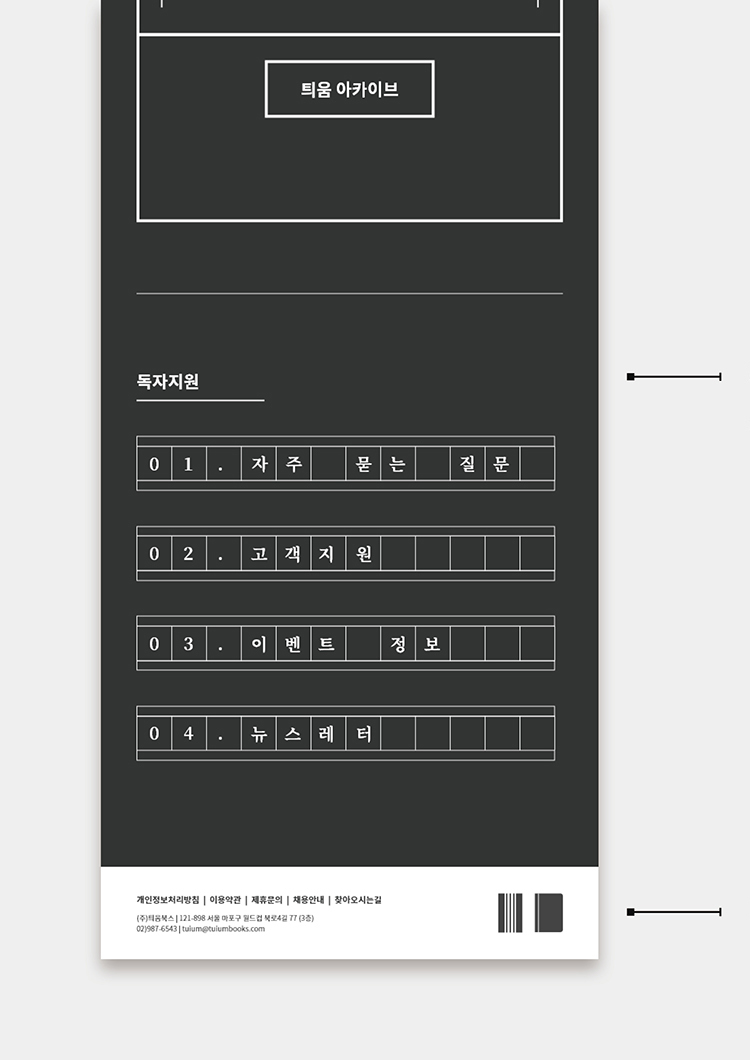 틔움 아카이브
독자지원
01.자주 묻는 질문
02.고객지원
03.이벤트 정보
04.뉴스레터
개인정보처리방침 | 이용약관 | 제휴문의 | 채용안내 | 찾아오시는길
(주)틔움북스 | 121-898 서울 마포구 월드컵 북로4길 77 (3층)
02)987-6543 | tuium@tuiumbooks.com